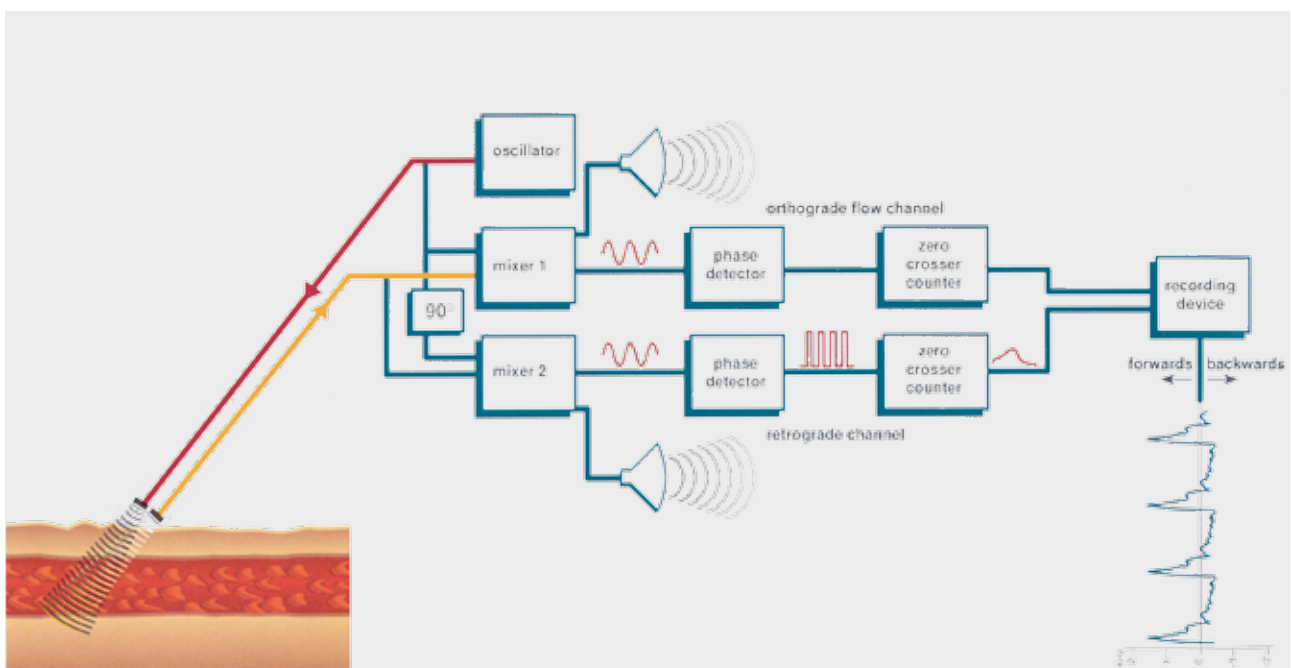 oscillator
orthograde flow channel
mixer 1
phase
detector
zero
crosser
counter
recording
device
90°
mixer 2
phase
detector
zero
crosser
counter
forwards
backwards
retrograde channel